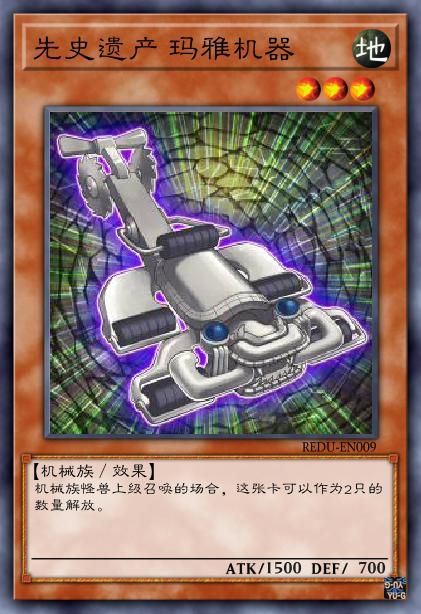 先史遗产 玛雅机器
地
REDU-EN009
【机械族／效果】
机械族怪兽上级召唤的场合，这张卡可以作为2只的
数量解放。
ATK/1500 DEF/ 700
YU-G